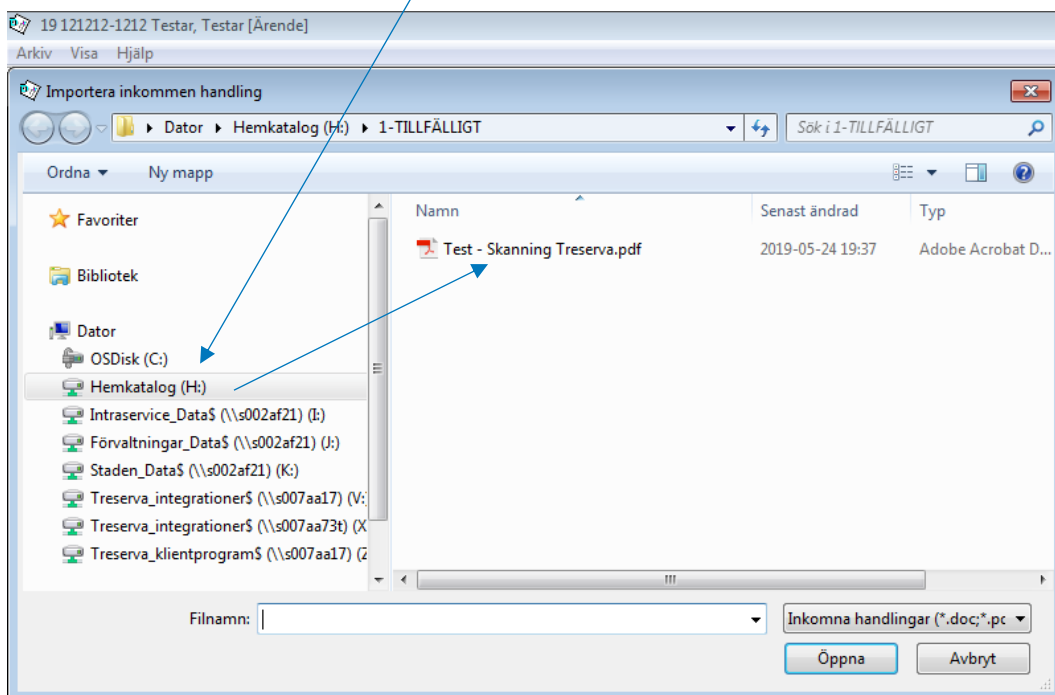 19 121212-1212 Testar, Testar [Ärende]
Arkiv Visa Hjälp
Importera inkommen handling
Dator Hemkatalog (H:) 1-TILLFÄLLIGT
Sök i 1-TILLFÄLLIGT
Ordna Ny mapp
Favoriter
Bibliotek
Dator
OSDisk (C:)
Hemkatalog (H:)
Intraservice_Data$ (\\s002af21) (I:)
Förvaltningar_Data$ (\\s002af21) (J:)
Staden_Data$ (\\s002af21) (K:)
Treserva_integrationer$ (\\s007aa17) (V:
Treserva_integrationer$ (\\s007aa73t) (X
Treserva_klientprogram$ (\\s007aa17) (Z
Namn Senast ändrad Typ
Test - Skanning Treserva.pdf 2019-05-24 19:37 Adobe Acrobat D...
Filnamn:
Inkomna handlingar (*.doc;*.pc
Öppna Avbryt